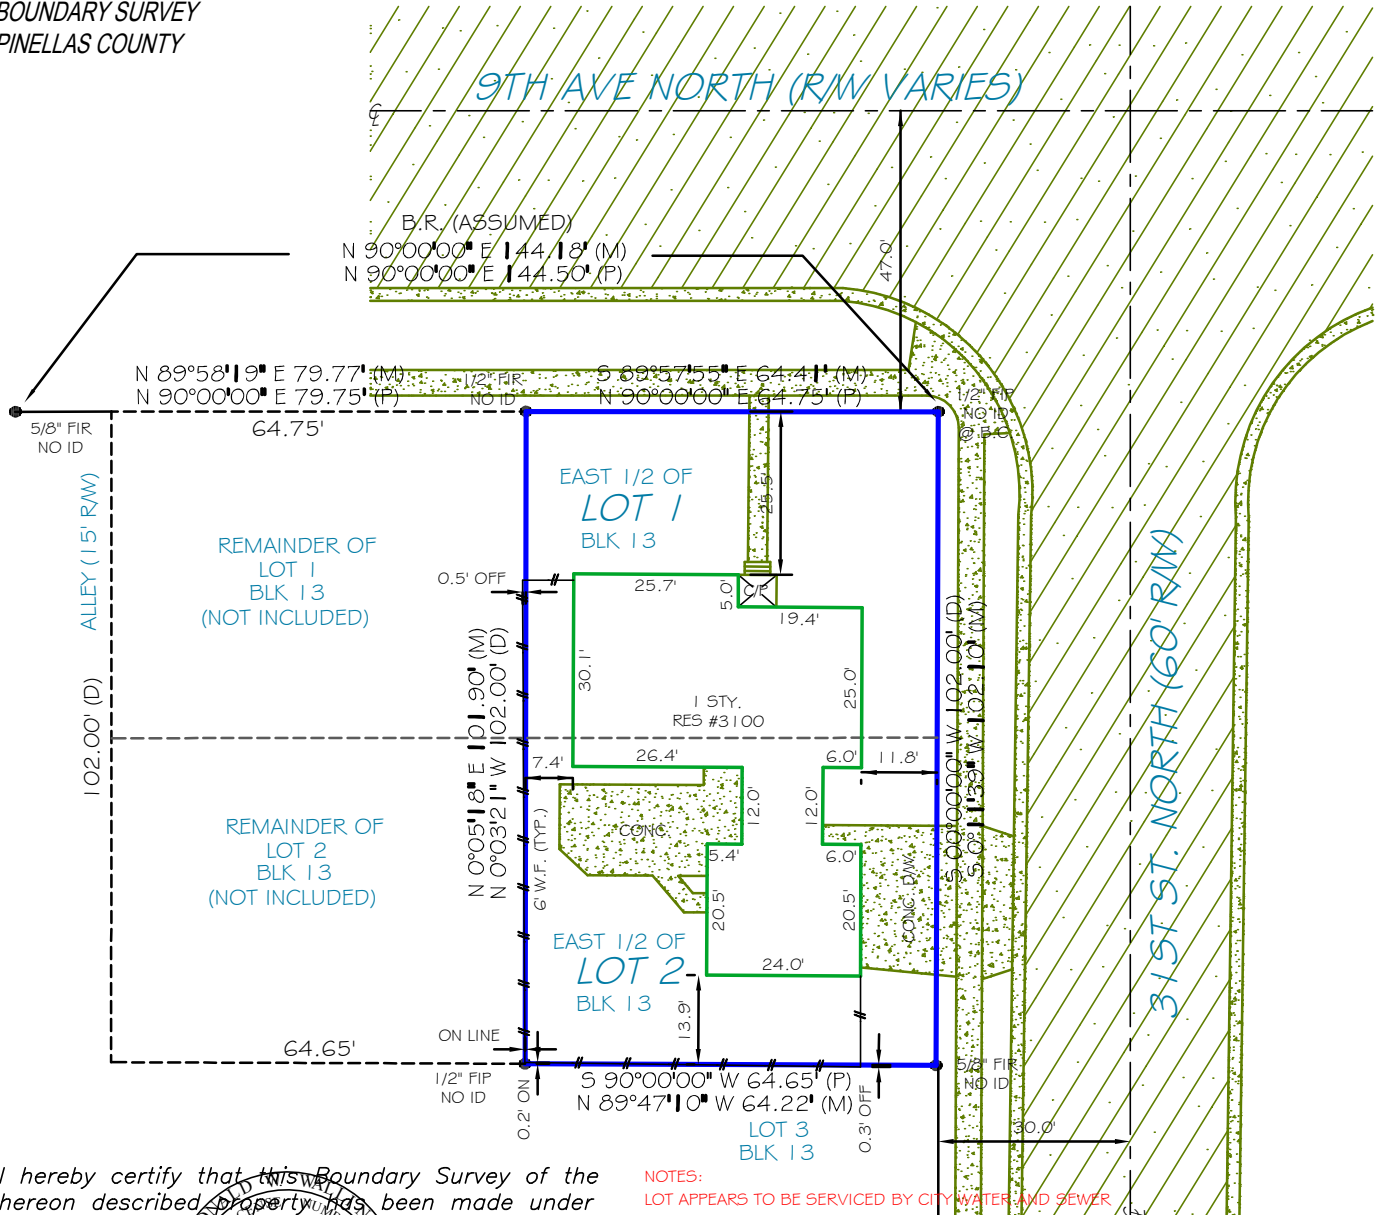 BOUNDARY SURVEY
PINELLAS COUNTY
9TH AVE NORTH (R/W VARIES)
B.R. (ASSUMED)
N 90°00'00" E 144.18' (M)
N 90°00'00" E 144.50' (P)
47.0'
N 89°58'19" E 79.77' (M)
N 90°00'00" E 79.75' (P)
1/2" FIR
NO ID
S 89°57'55" E 64.41' (M)
N 90°00'00" E 64.75' (P)
1/2" FIP
NO ID
@ B.C
5/8" FIR
NO ID
64.75'
ALLEY (15' R/W)
102.00' (D)
EAST 1/2 OF
LOT 1
BLK 13
25.5'
REMAINDER OF
LOT 1
BLK 13
(NOT INCLUDED)
0.5' OFF
25.7'
5.0'
C/P
19.4'
30.1'
25.0'
1 STY.
RES #3100
N 0°05'18" E 101.90' (M)
N 0°03'21" W 102.00' (D)
S 00°00'00" W 102.00' (D)
S 0°11'39" W 102.10' (M)
31ST ST. NORTH (60' R/W)
7.4'
26.4'
6.0'
11.8'
12.0'
12.0'
CONC.
6' W.F. (TYP.)
5.4'
6.0'
20.5'
20.5'
CONC D/W
REMAINDER OF
LOT 2
BLK 13
(NOT INCLUDED)
EAST 1/2 OF
LOT 2
BLK 13
24.0'
13.9'
ON LINE
64.65'
1/2" FIP
NO ID
0.2' ON
S 90°00'00" W 64.65' (P)
N 89°47'10" W 64.22' (M)
0.3' OFF
5/8" FIR
NO ID
LOT 3
BLK 13
30.0'
I hereby certify that this Boundary Survey of the
hereon described property has been made under
NOTES:
LOT APPEARS TO BE SERVICED BY CITY WATER AND SEWER